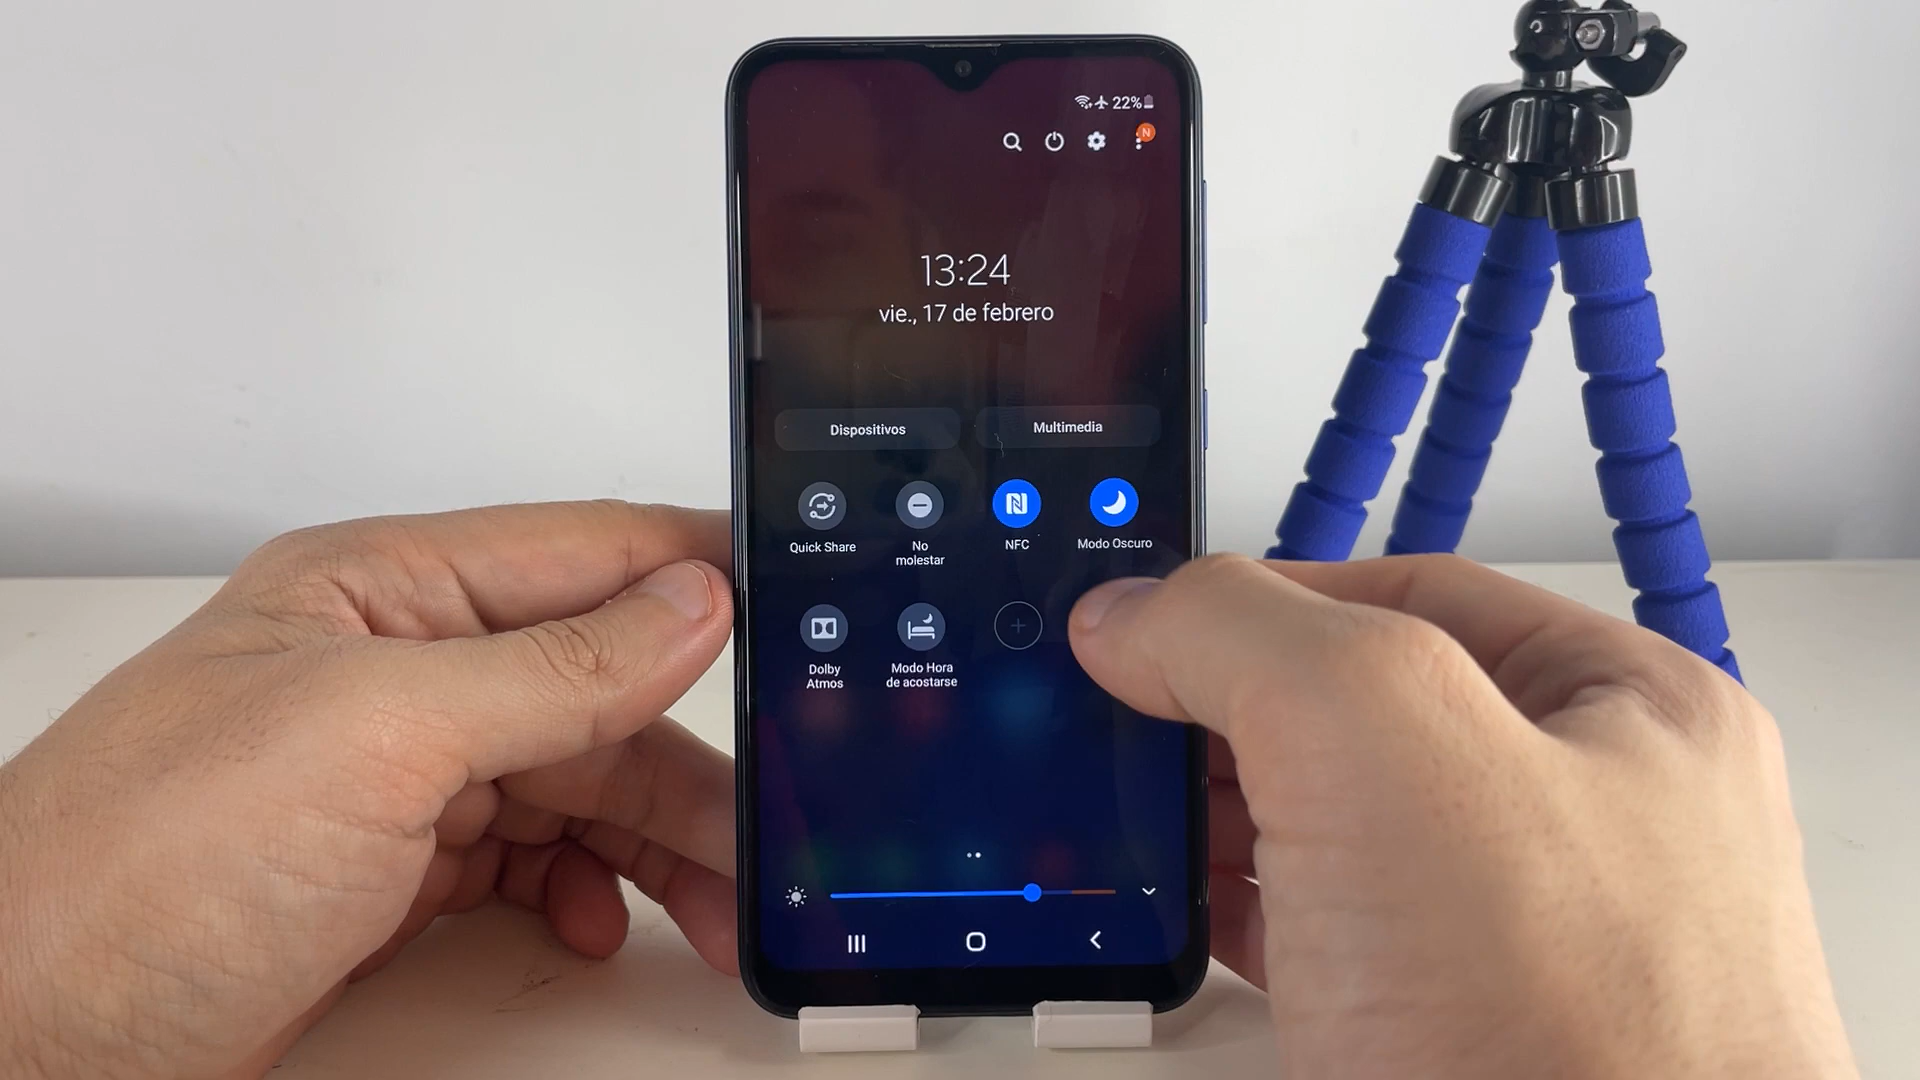 22%
N
13:24
vie., 17 de febrero
Dispositivos
Multimedia
Quick Share
No
molestar
NFC
Modo Oscuro
Dolby
Atmos
Modo Hora
de acostarse